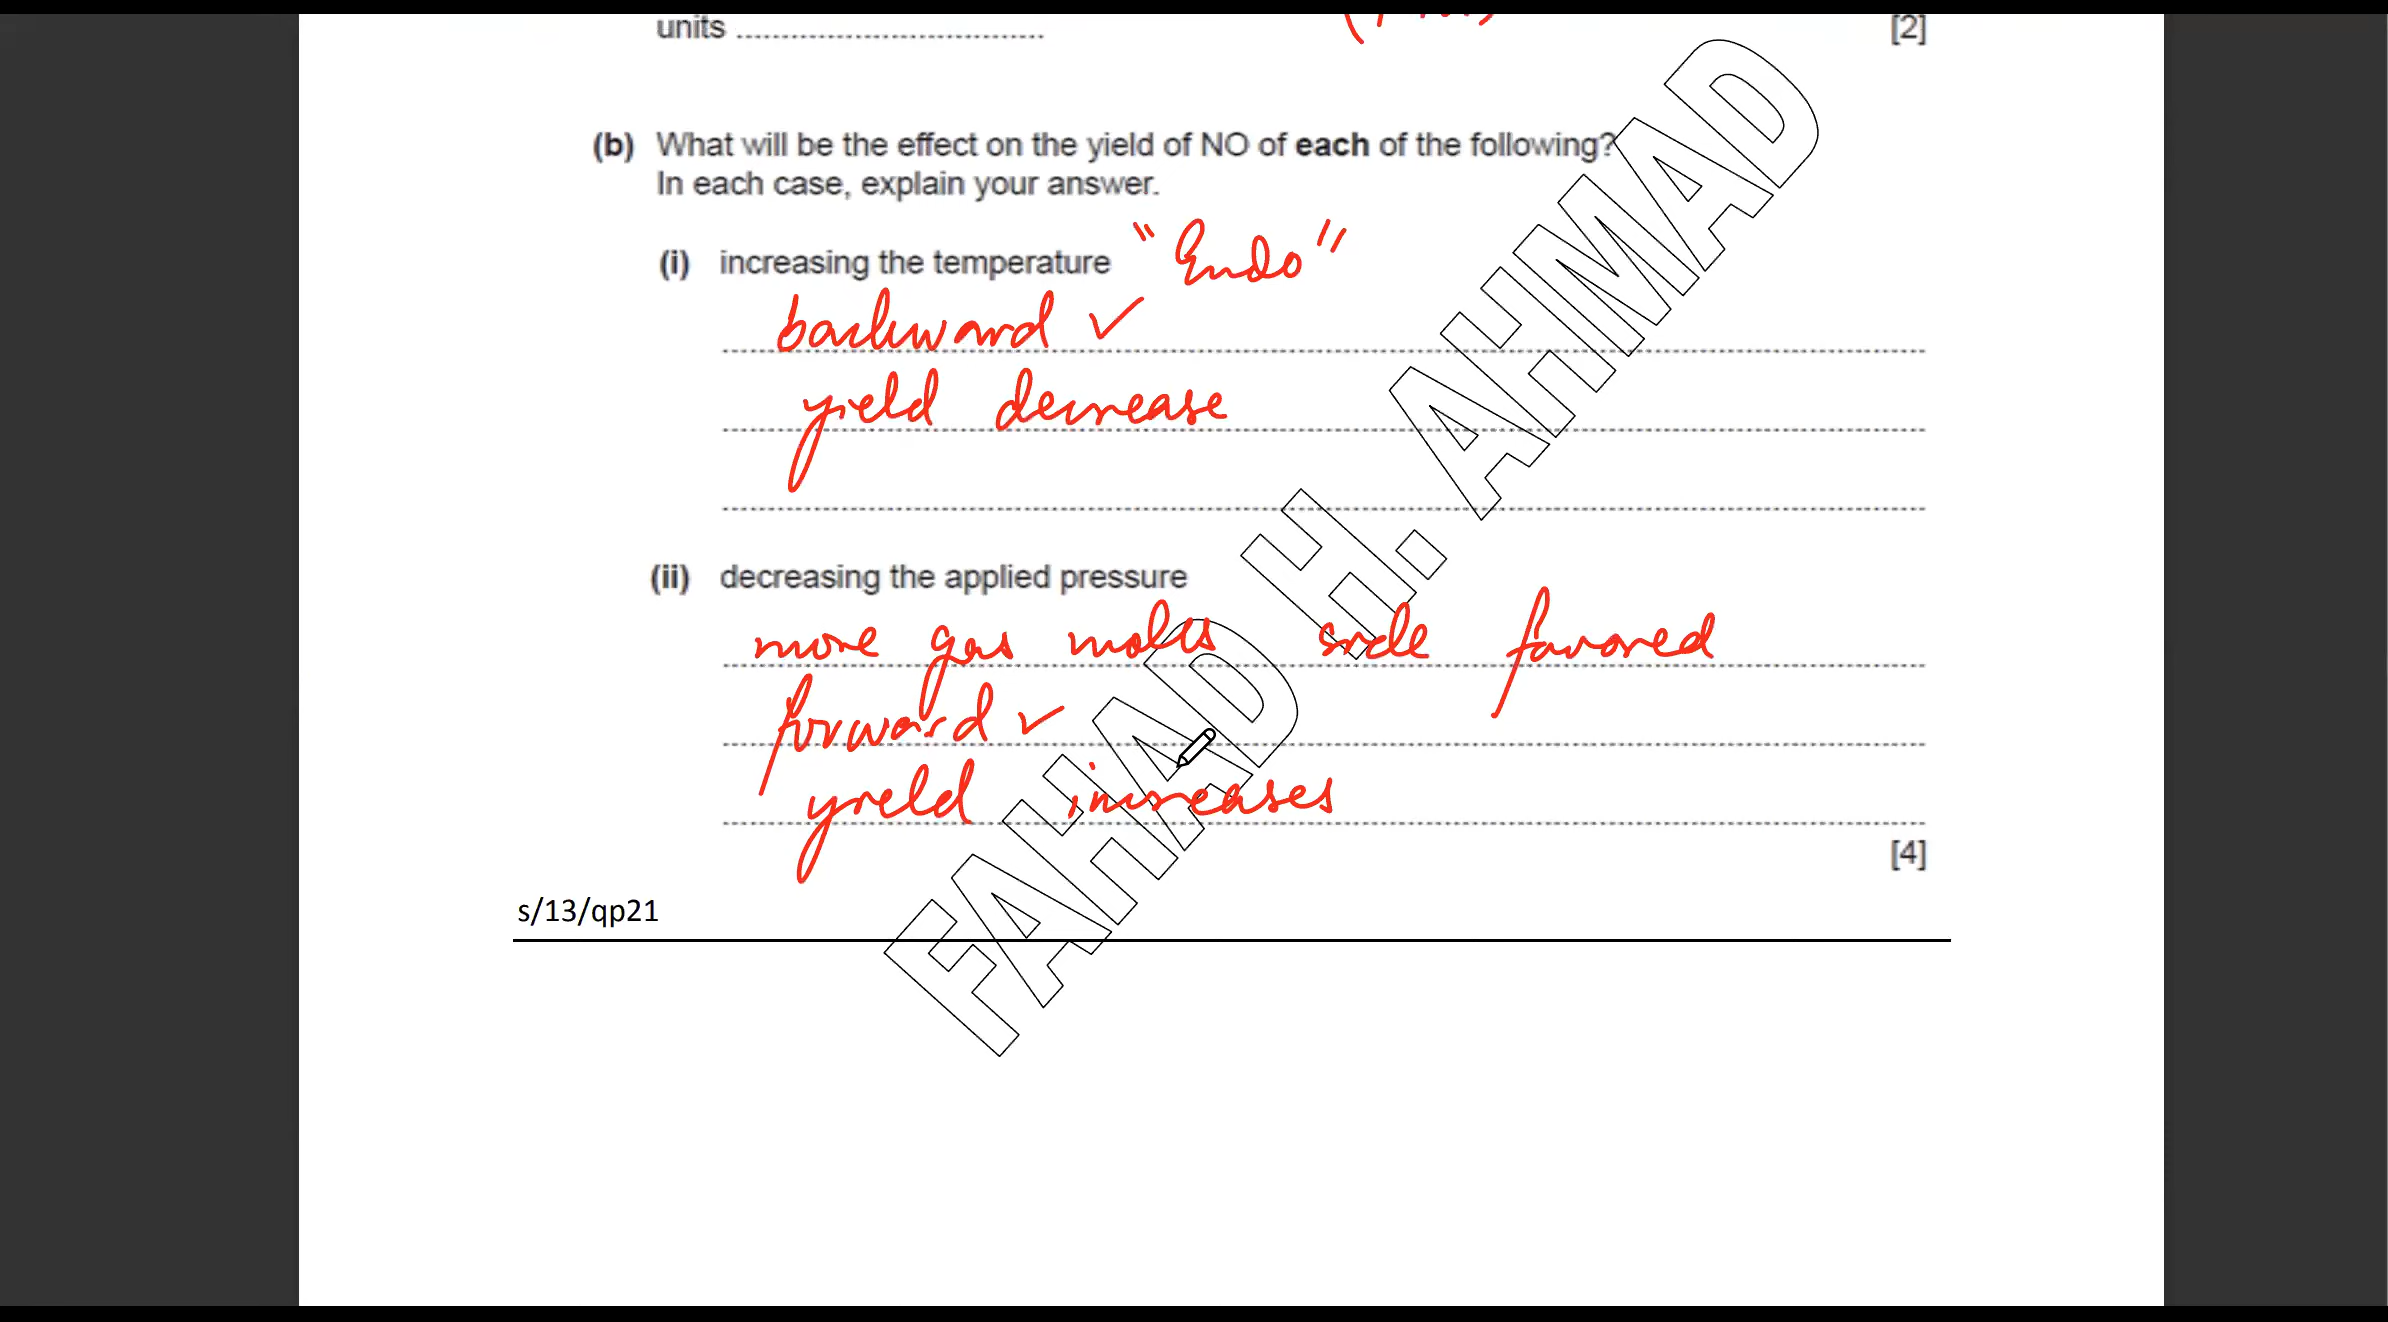 units ..................................
[2]
(b) What will be the effect on the yield of NO of each of the following?
In each case, explain your answer.
(i) increasing the temperature "Endo"
backward ✓
yield decrease
(ii) decreasing the applied pressure
more gas moles side favored
forward ✓
yield increases
[4]
s/13/qp21
FAHAD H. AHMAD